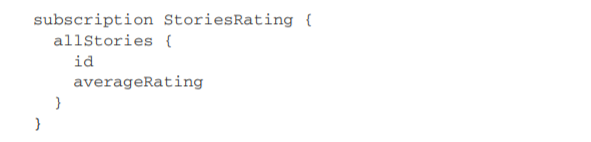 subscription StoriesRating {
  allStories {
    id
    averageRating
  }
}